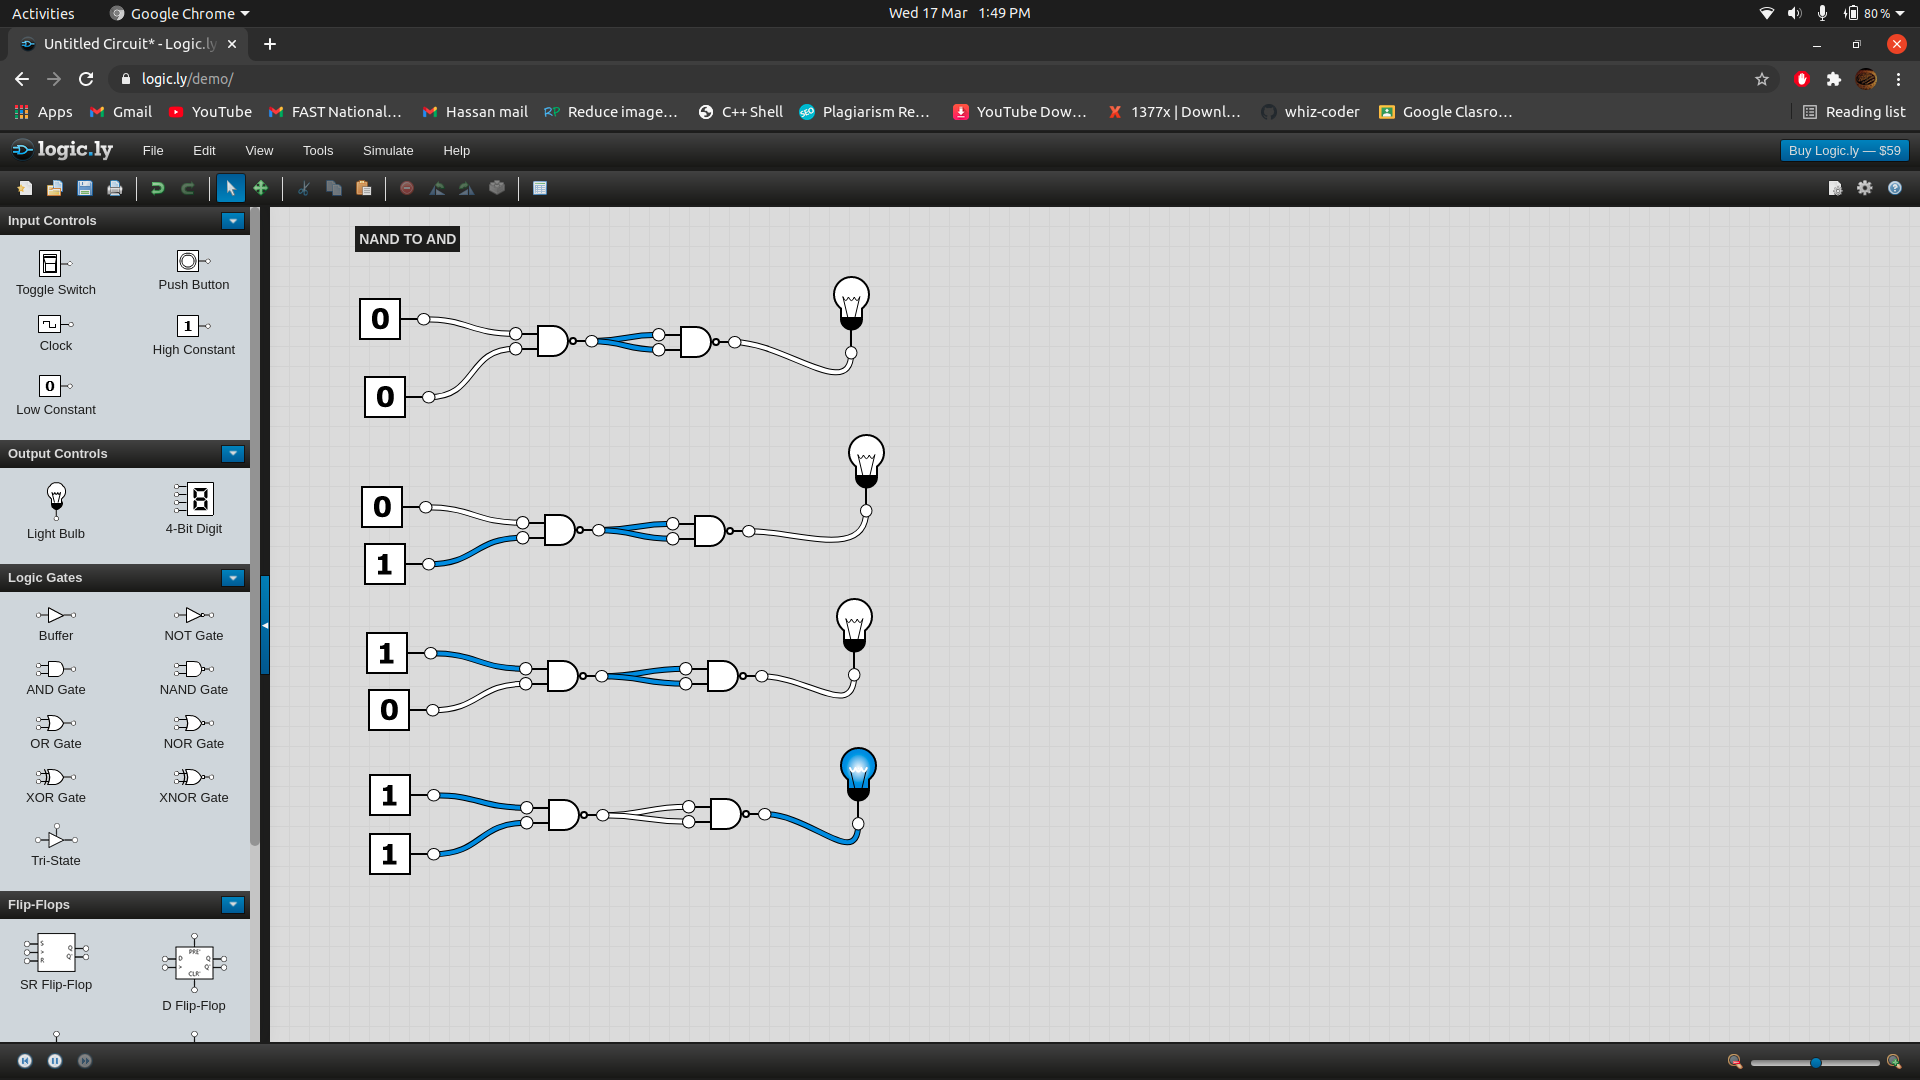 Activities Google Chrome Wed 17 Mar 1:49 PM 80 %
Untitled Circuit* - Logic.ly
logic.ly/demo/
Apps Gmail YouTube FAST National… Hassan mail RP Reduce image… C++ Shell SEO Plagiarism Re… YouTube Dow… X 1377x | Downl… whiz-coder Google Clasro… Reading list
logic.ly File Edit View Tools Simulate Help Buy Logic.ly — $59
Input Controls
NAND TO AND
Toggle Switch
Push Button
Clock
1
High Constant
0
Low Constant
Output Controls
Light Bulb
4-Bit Digit
Logic Gates
Buffer
NOT Gate
AND Gate
NAND Gate
OR Gate
NOR Gate
XOR Gate
XNOR Gate
Tri-State
Flip-Flops
S Q
> Q'
R
SR Flip-Flop
PRE'
D Q
> Q'
CLR'
D Flip-Flop
0
0
0
1
1
0
1
1